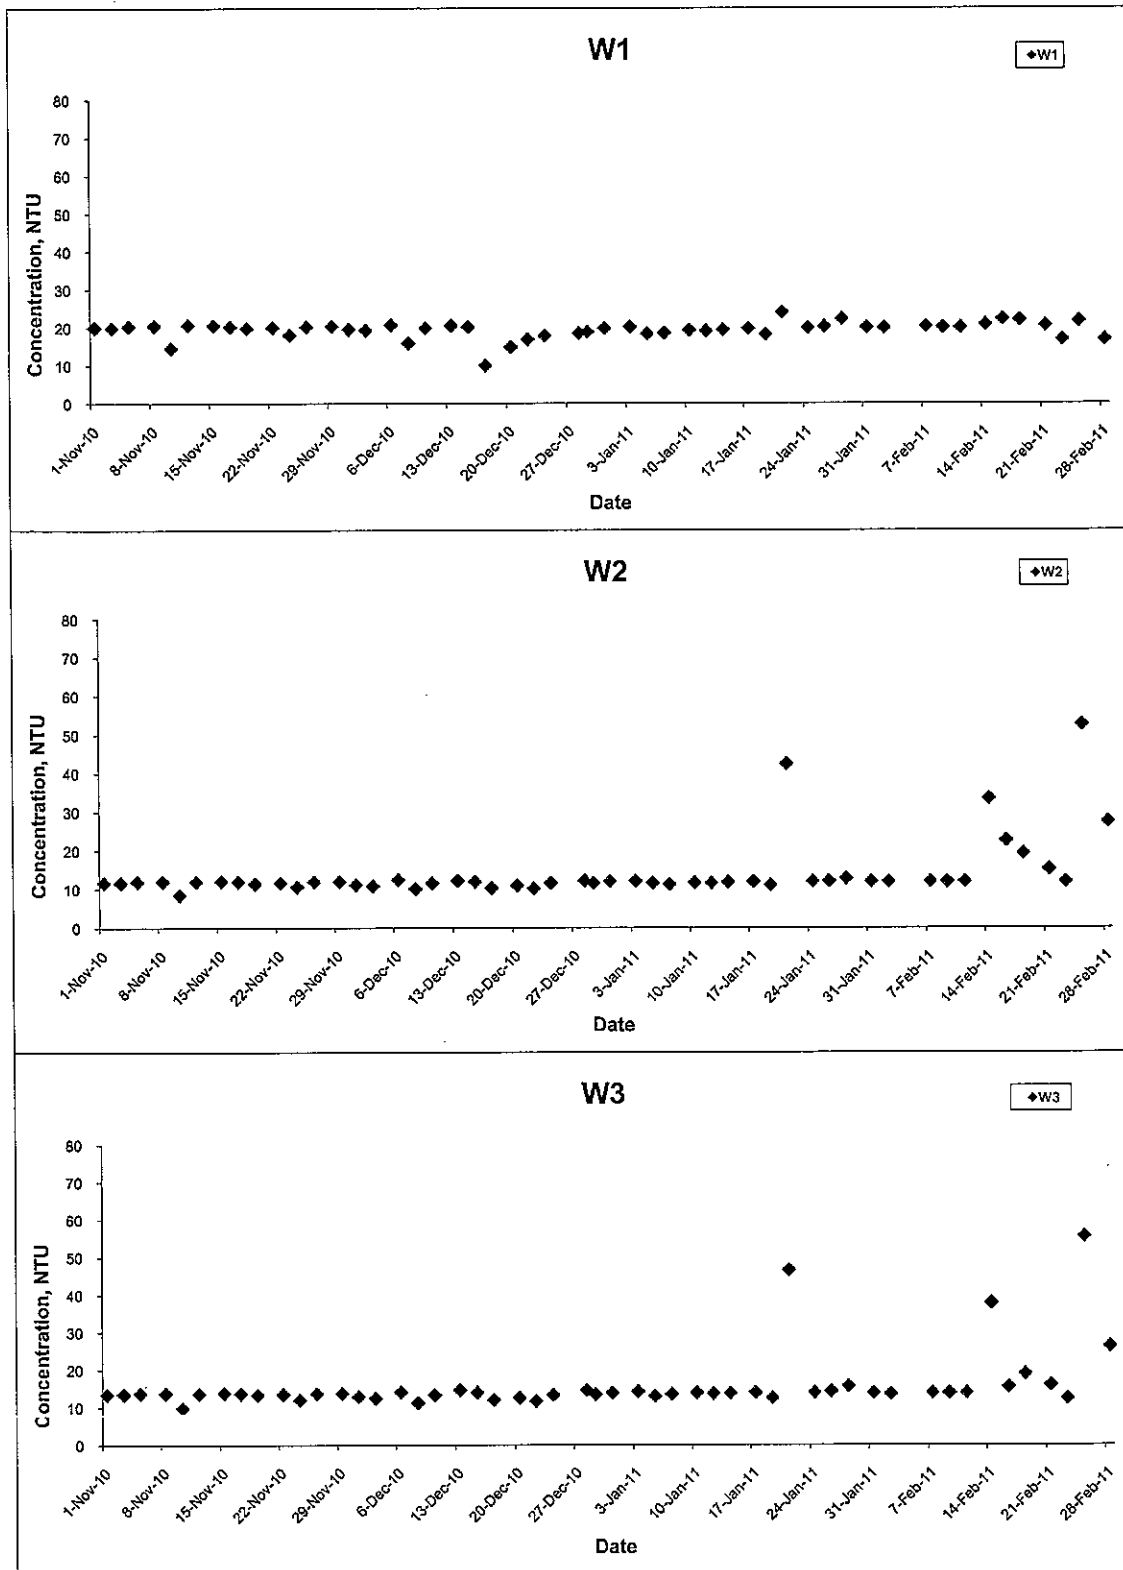 W1
◆W1
80
70
60
50
40
30
20
10
0
Concentration, NTU
1-Nov-10
8-Nov-10
15-Nov-10
22-Nov-10
29-Nov-10
6-Dec-10
13-Dec-10
20-Dec-10
27-Dec-10
3-Jan-11
10-Jan-11
17-Jan-11
24-Jan-11
31-Jan-11
7-Feb-11
14-Feb-11
21-Feb-11
28-Feb-11
Date
W2
◆W2
80
70
60
50
40
30
20
10
0
Concentration, NTU
1-Nov-10
8-Nov-10
15-Nov-10
22-Nov-10
29-Nov-10
6-Dec-10
13-Dec-10
20-Dec-10
27-Dec-10
3-Jan-11
10-Jan-11
17-Jan-11
24-Jan-11
31-Jan-11
7-Feb-11
14-Feb-11
21-Feb-11
28-Feb-11
Date
W3
◆W3
80
70
60
50
40
30
20
10
0
Concentration, NTU
1-Nov-10
8-Nov-10
15-Nov-10
22-Nov-10
29-Nov-10
6-Dec-10
13-Dec-10
20-Dec-10
27-Dec-10
3-Jan-11
10-Jan-11
17-Jan-11
24-Jan-11
31-Jan-11
7-Feb-11
14-Feb-11
21-Feb-11
28-Feb-11
Date